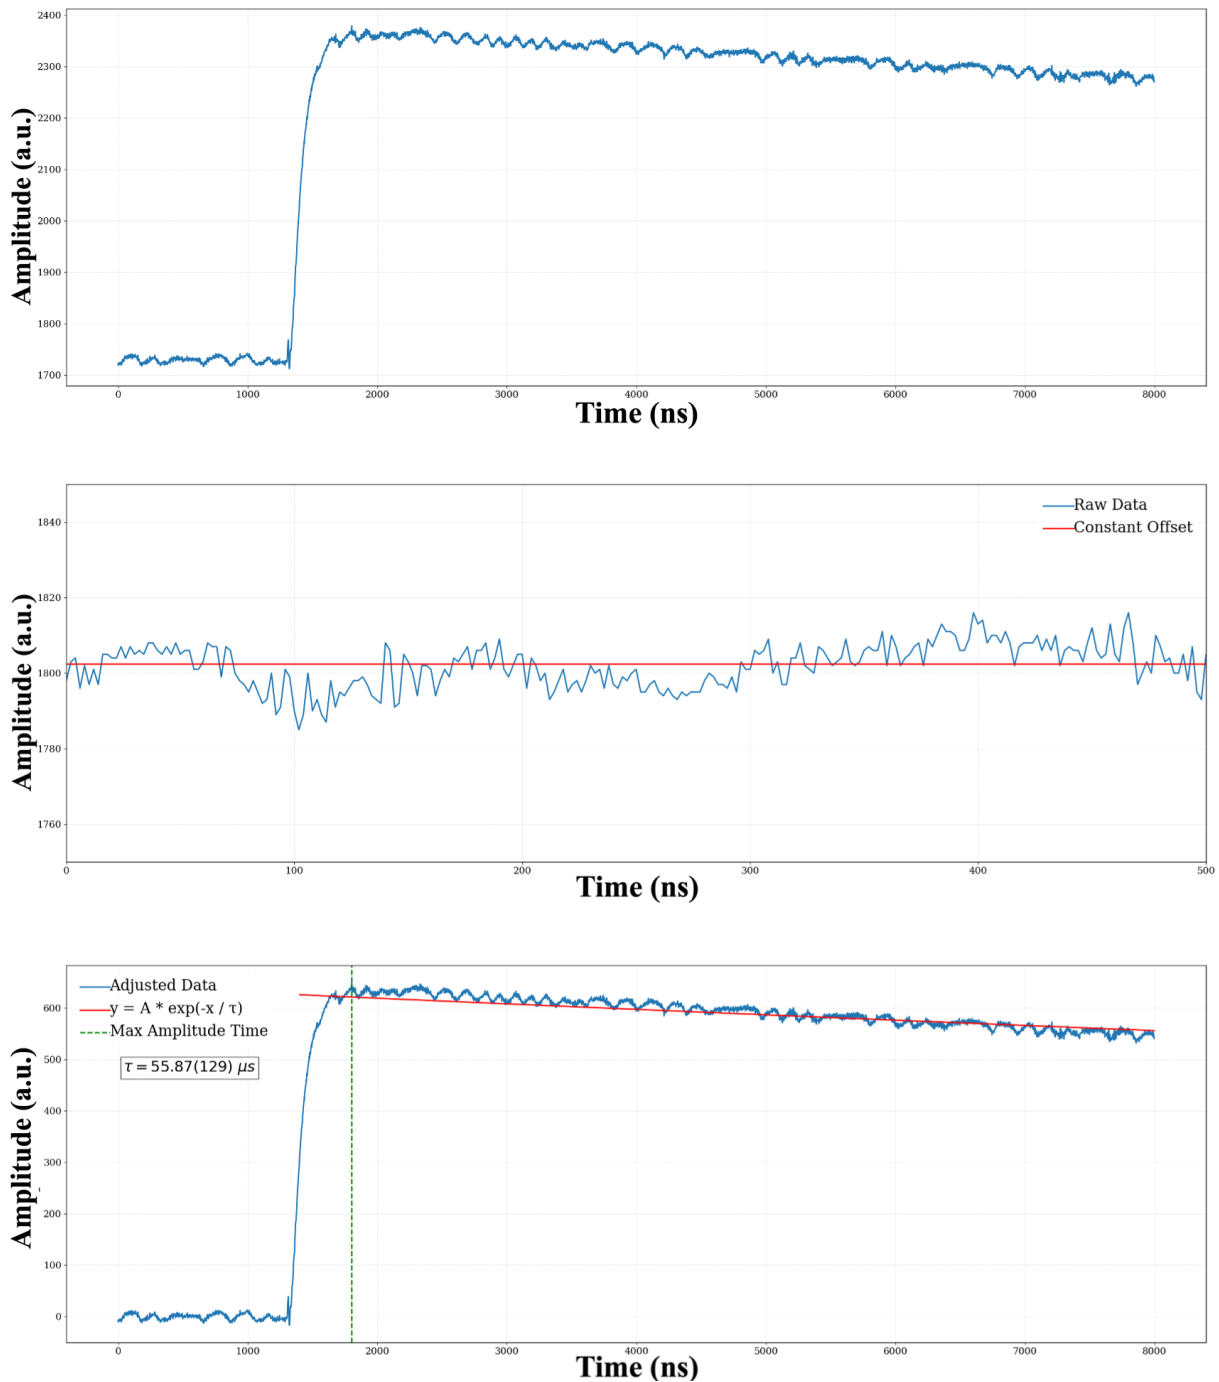 2400
2300
2200
2100
2000
1900
1800
1700
Amplitude (a.u.)
0 1000 2000 3000 4000 5000 6000 7000 8000
Time (ns)
Raw Data
Constant Offset
1840
1820
1800
1780
1760
Amplitude (a.u.)
0 100 200 300 400 500
Time (ns)
Adjusted Data
y = A * exp(-x / τ)
Max Amplitude Time
τ = 55.87(129) μs
600
500
400
300
200
100
0
Amplitude (a.u.)
0 1000 2000 3000 4000 5000 6000 7000 8000
Time (ns)